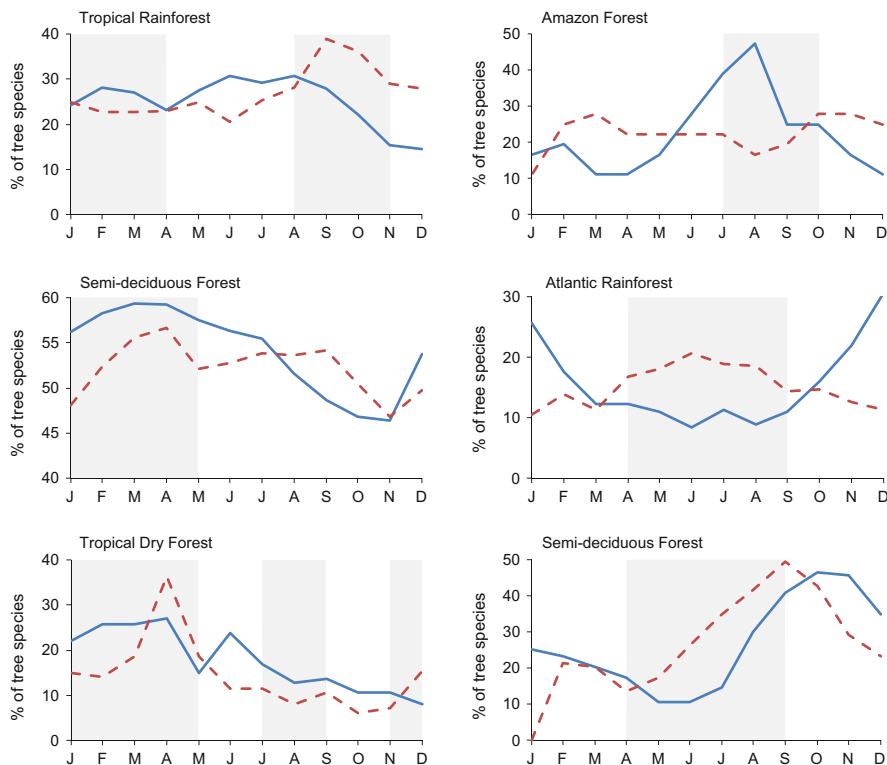 Tropical Rainforest
% of tree species
40
30
20
10
0
J F M A M J J A S O N D
Amazon Forest
% of tree species
50
40
30
20
10
0
J F M A M J J A S O N D
Semi-deciduous Forest
% of tree species
60
55
50
45
40
J F M A M J J A S O N D
Atlantic Rainforest
% of tree species
30
20
10
0
J F M A M J J A S O N D
Tropical Dry Forest
% of tree species
40
30
20
10
0
J F M A M J J A S O N D
Semi-deciduous Forest
% of tree species
50
40
30
20
10
0
J F M A M J J A S O N D